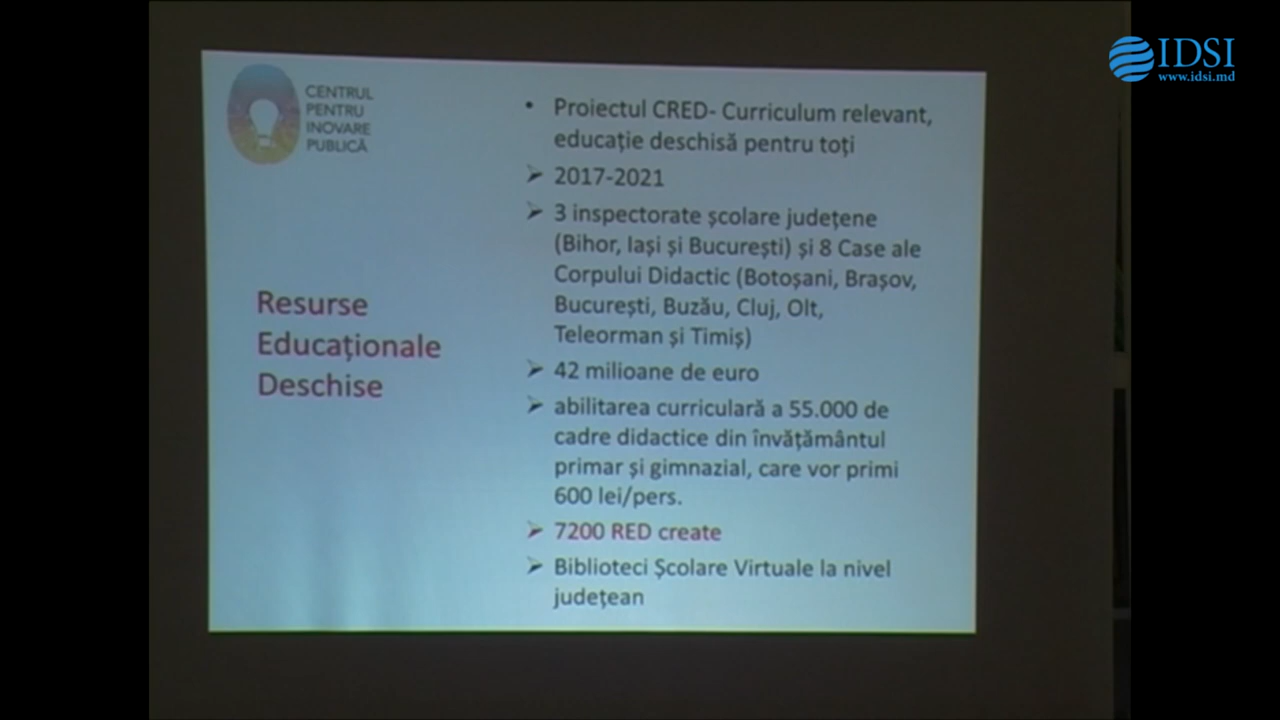 IDSI
www.idsi.md
CENTRUL
PENTRU
INOVARE
PUBLICĂ
Resurse
Educaționale
Deschise
• Proiectul CRED- Curriculum relevant,
educație deschisă pentru toți
➢ 2017-2021
➢ 3 inspectorate școlare județene
(Bihor, Iași și București) și 8 Case ale
Corpului Didactic (Botoșani, Brașov,
București, Buzău, Cluj, Olt,
Teleorman și Timiș)
➢ 42 milioane de euro
➢ abilitarea curriculară a 55.000 de
cadre didactice din învățământul
primar și gimnazial, care vor primi
600 lei/pers.
➢ 7200 RED create
➢ Biblioteci Școlare Virtuale la nivel
județean